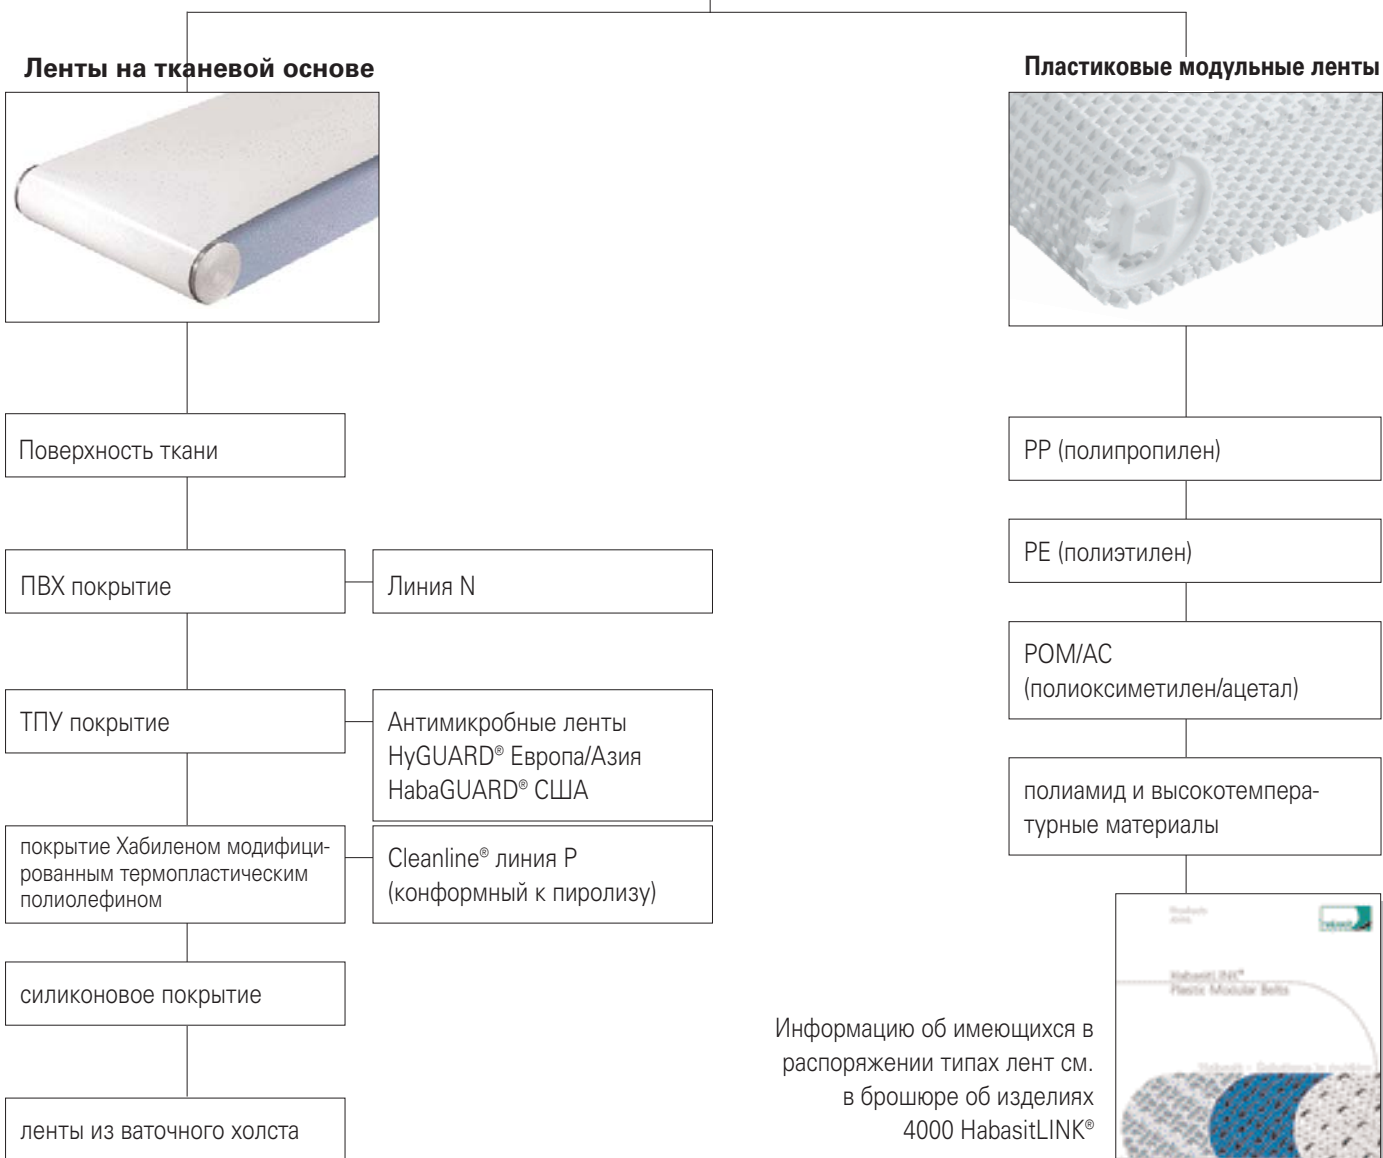 Ленты на тканевой основе
Поверхность ткани
ПВХ покрытие
Линия N
ТПУ покрытие
Антимикробные ленты
HyGUARD® Европа/Азия
HabaGUARD® США
покрытие Хабиленом модифици-
рованным термопластическим
полиолефином
Cleanline® линия P
(конформный к пиролизу)
силиконовое покрытие
ленты из ваточного холста
Пластиковые модульные ленты
PP (полипропилен)
PE (полиэтилен)
POM/AC
(полиоксиметилен/ацетал)
полиамид и высокотемпера-
турные материалы
Информацию об имеющихся в
распоряжении типах лент см.
в брошюре об изделиях
4000 HabasitLINK®
Products
HabasitLINK®
Plastic Modular Belts